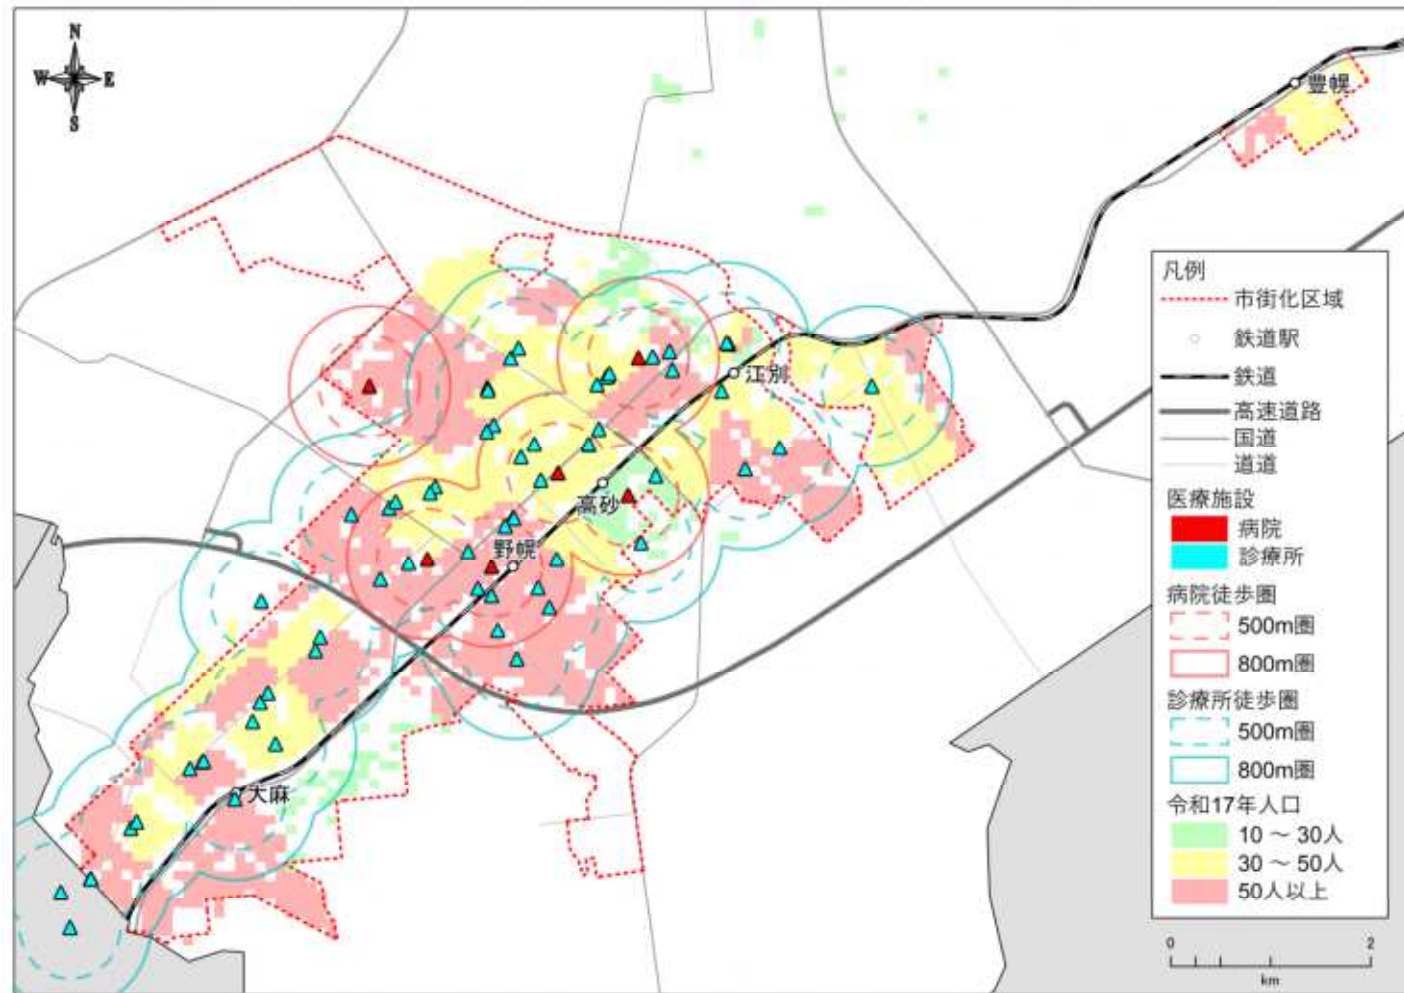 N
W E
S
豊幌
江別
高砂
野幌
大麻
凡例
市街化区域
鉄道駅
鉄道
高速道路
国道
道道
医療施設
病院
診療所
病院徒歩圏
500m圏
800m圏
診療所徒歩圏
500m圏
800m圏
令和17年人口
10 ～ 30人
30 ～ 50人
50人以上
0 2
km